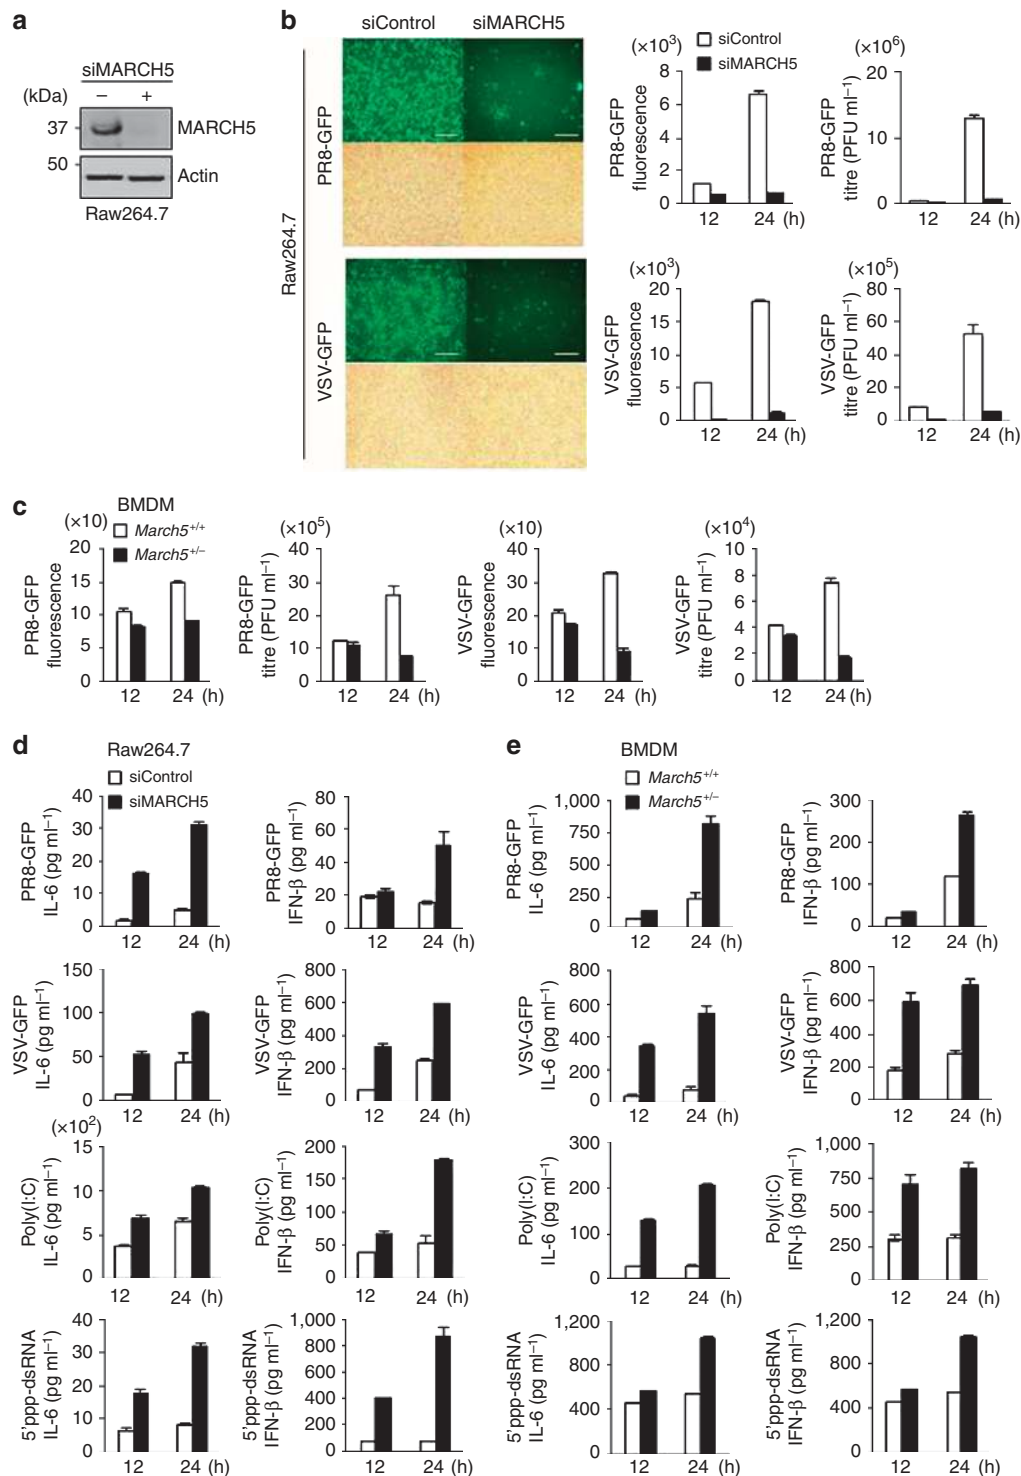 a
siMARCH5
(kDa) – +
37 MARCH5
50
Actin
Raw264.7
b
siControl siMARCH5
Raw264.7
PR8-GFP
VSV-GFP
siControl
siMARCH5
(×10³)
PR8-GFP
fluorescence
8
6
4
2
0
12 24 (h)
(×10⁶)
PR8-GFP
titre (PFU ml⁻¹)
20
10
0
12 24 (h)
(×10³)
VSV-GFP
fluorescence
20
15
10
5
0
12 24 (h)
(×10⁵)
VSV-GFP
titre (PFU ml⁻¹)
80
60
40
20
0
12 24 (h)
c
BMDM
March5⁺/⁺
March5⁺/⁻
(×10)
PR8-GFP
fluorescence
20
15
10
5
0
12 24 (h)
(×10⁵)
PR8-GFP
titre (PFU ml⁻¹)
40
30
20
10
0
12 24 (h)
(×10)
VSV-GFP
fluorescence
40
30
20
10
0
12 24 (h)
(×10⁴)
VSV-GFP
titre (PFU ml⁻¹)
10
8
6
4
2
0
12 24 (h)
d
Raw264.7
siControl
siMARCH5
PR8-GFP
IL-6 (pg ml⁻¹)
40
30
20
10
0
12 24 (h)
PR8-GFP
IFN-β (pg ml⁻¹)
80
60
40
20
0
12 24 (h)
VSV-GFP
IL-6 (pg ml⁻¹)
150
100
50
0
12 24 (h)
VSV-GFP
IFN-β (pg ml⁻¹)
800
600
400
200
0
12 24 (h)
(×10²)
Poly(I:C)
IL-6 (pg ml⁻¹)
15
10
5
0
12 24 (h)
Poly(I:C)
IFN-β (pg ml⁻¹)
200
150
100
50
0
12 24 (h)
5'ppp-dsRNA
IL-6 (pg ml⁻¹)
40
30
20
10
0
12 24 (h)
5'ppp-dsRNA
IFN-β (pg ml⁻¹)
1,000
800
600
400
200
0
12 24 (h)
e
BMDM
March5⁺/⁺
March5⁺/⁻
PR8-GFP
IL-6 (pg ml⁻¹)
1,000
750
500
250
0
12 24 (h)
PR8-GFP
IFN-β (pg ml⁻¹)
300
200
100
0
12 24 (h)
VSV-GFP
IL-6 (pg ml⁻¹)
800
600
400
200
0
12 24 (h)
VSV-GFP
IFN-β (pg ml⁻¹)
800
600
400
200
0
12 24 (h)
Poly(I:C)
IL-6 (pg ml⁻¹)
300
200
100
0
12 24 (h)
Poly(I:C)
IFN-β (pg ml⁻¹)
1,000
750
500
250
0
12 24 (h)
5'ppp-dsRNA
IL-6 (pg ml⁻¹)
1,200
800
400
0
12 24 (h)
5'ppp-dsRNA
IFN-β (pg ml⁻¹)
1,200
800
400
0
12 24 (h)